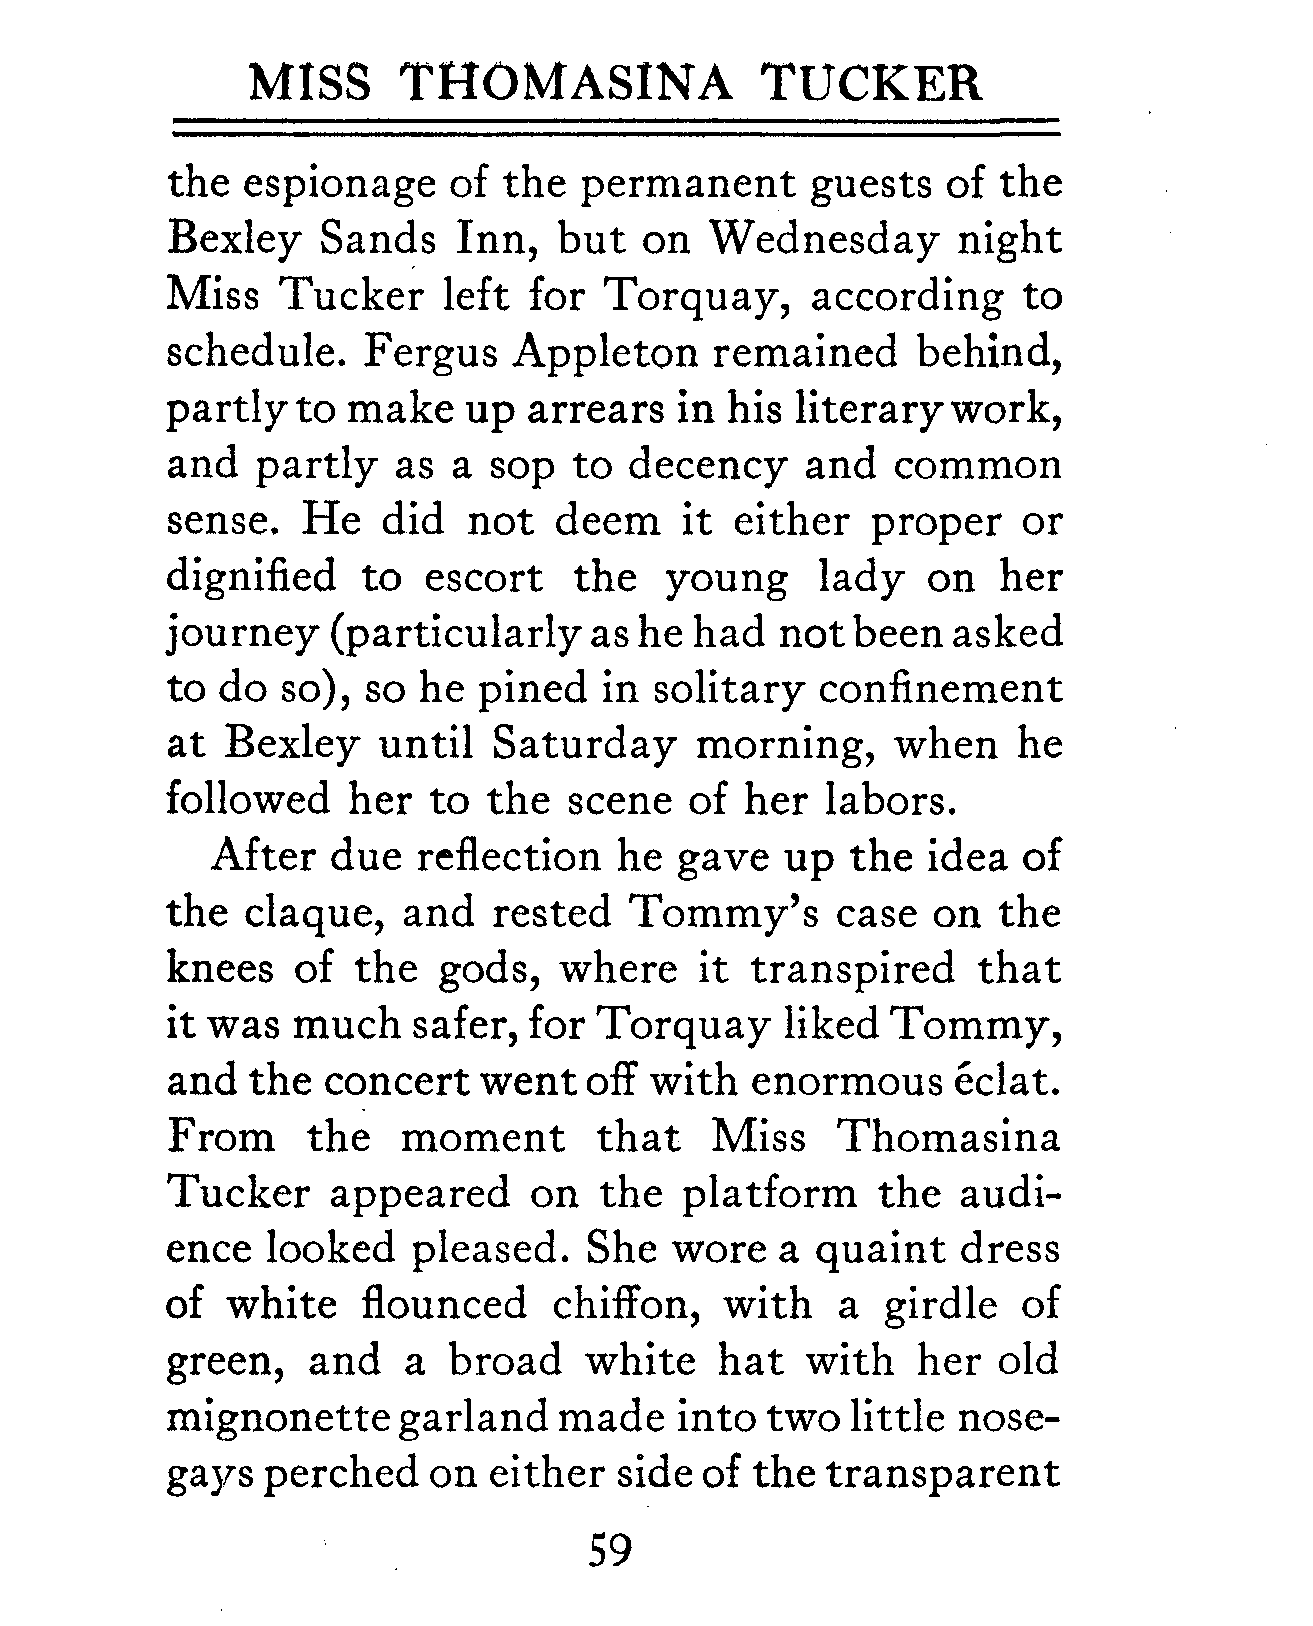 MISS THOMASINA TUCKER
the espionage of the permanent guests of the
Bexley Sands Inn, but on Wednesday night
Miss Tucker left for Torquay, according to
schedule. Fergus Appleton remained behind,
partly to make up arrears in his literary work,
and partly as a sop to decency and common
sense. He did not deem it either proper or
dignified to escort the young lady on her
journey (particularly as he had not been asked
to do so), so he pined in solitary confinement
at Bexley until Saturday morning, when he
followed her to the scene of her labors.
After due reflection he gave up the idea of
the claque, and rested Tommy's case on the
knees of the gods, where it transpired that
it was much safer, for Torquay liked Tommy,
and the concert went off with enormous éclat.
From the moment that Miss Thomasina
Tucker appeared on the platform the audi-
ence looked pleased. She wore a quaint dress
of white flounced chiffon, with a girdle of
green, and a broad white hat with her old
mignonette garland made into two little nose-
gays perched on either side of the transparent
59